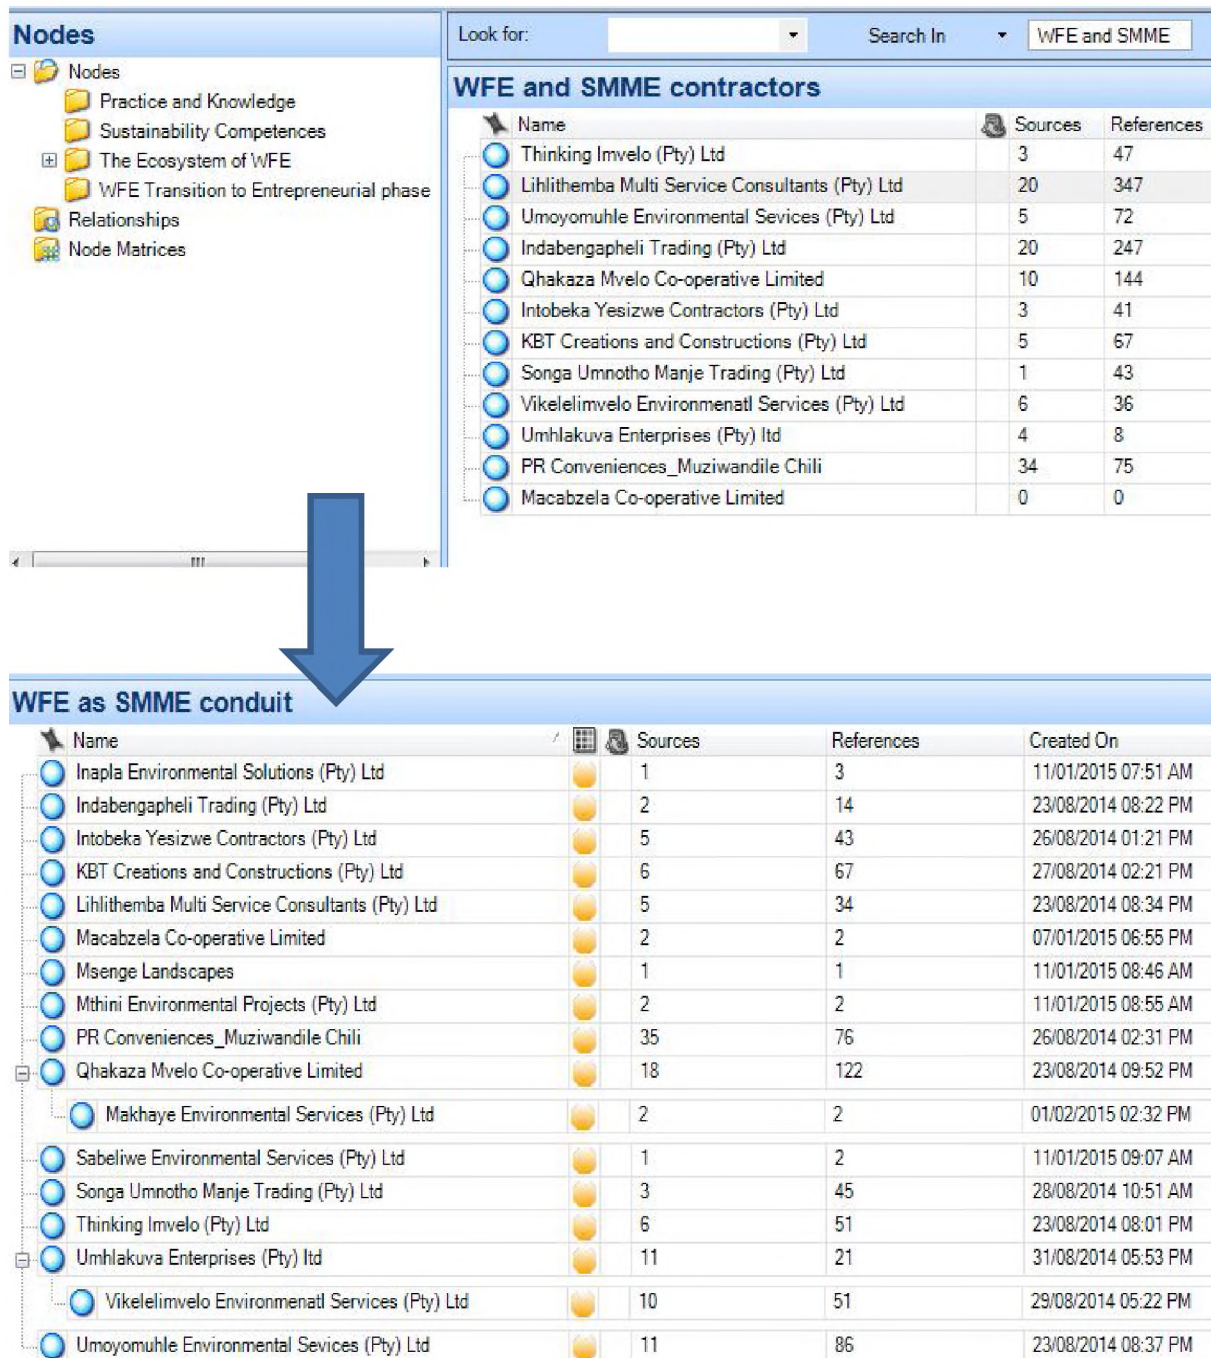 Nodes
Nodes
Practice and Knowledge
Sustainability Competences
The Ecosystem of WFE
WFE Transition to Entrepreneurial phase
Relationships
Node Matrices
Look for: Search In WFE and SMME
WFE and SMME contractors
Name Sources References
Thinking Imvelo (Pty) Ltd 3 47
Lihlithemba Multi Service Consultants (Pty) Ltd 20 347
Umoyomuhle Environmental Sevices (Pty) Ltd 5 72
Indabengapheli Trading (Pty) Ltd 20 247
Qhakaza Mvelo Co-operative Limited 10 144
Intobeka Yesizwe Contractors (Pty) Ltd 3 41
KBT Creations and Constructions (Pty) Ltd 5 67
Songa Umnotho Manje Trading (Pty) Ltd 1 43
Vikelelimvelo Environmenatl Services (Pty) Ltd 6 36
Umhlakuva Enterprises (Pty) ltd 4 8
PR Conveniences_Muziwandile Chili 34 75
Macabzela Co-operative Limited 0 0
WFE as SMME conduit
Name Sources References Created On
Inapla Environmental Solutions (Pty) Ltd 1 3 11/01/2015 07:51 AM
Indabengapheli Trading (Pty) Ltd 2 14 23/08/2014 08:22 PM
Intobeka Yesizwe Contractors (Pty) Ltd 5 43 26/08/2014 01:21 PM
KBT Creations and Constructions (Pty) Ltd 6 67 27/08/2014 02:21 PM
Lihlithemba Multi Service Consultants (Pty) Ltd 5 34 23/08/2014 08:34 PM
Macabzela Co-operative Limited 2 2 07/01/2015 06:55 PM
Msenge Landscapes 1 1 11/01/2015 08:46 AM
Mthini Environmental Projects (Pty) Ltd 2 2 11/01/2015 08:55 AM
PR Conveniences_Muziwandile Chili 35 76 26/08/2014 02:31 PM
Qhakaza Mvelo Co-operative Limited 18 122 23/08/2014 09:52 PM
Makhaye Environmental Services (Pty) Ltd 2 2 01/02/2015 02:32 PM
Sabeliwe Environmental Services (Pty) Ltd 1 2 11/01/2015 09:07 AM
Songa Umnotho Manje Trading (Pty) Ltd 3 45 28/08/2014 10:51 AM
Thinking Imvelo (Pty) Ltd 6 51 23/08/2014 08:01 PM
Umhlakuva Enterprises (Pty) ltd 11 21 31/08/2014 05:53 PM
Vikelelimvelo Environmenatl Services (Pty) Ltd 10 51 29/08/2014 05:22 PM
Umoyomuhle Environmental Sevices (Pty) Ltd 11 86 23/08/2014 08:37 PM